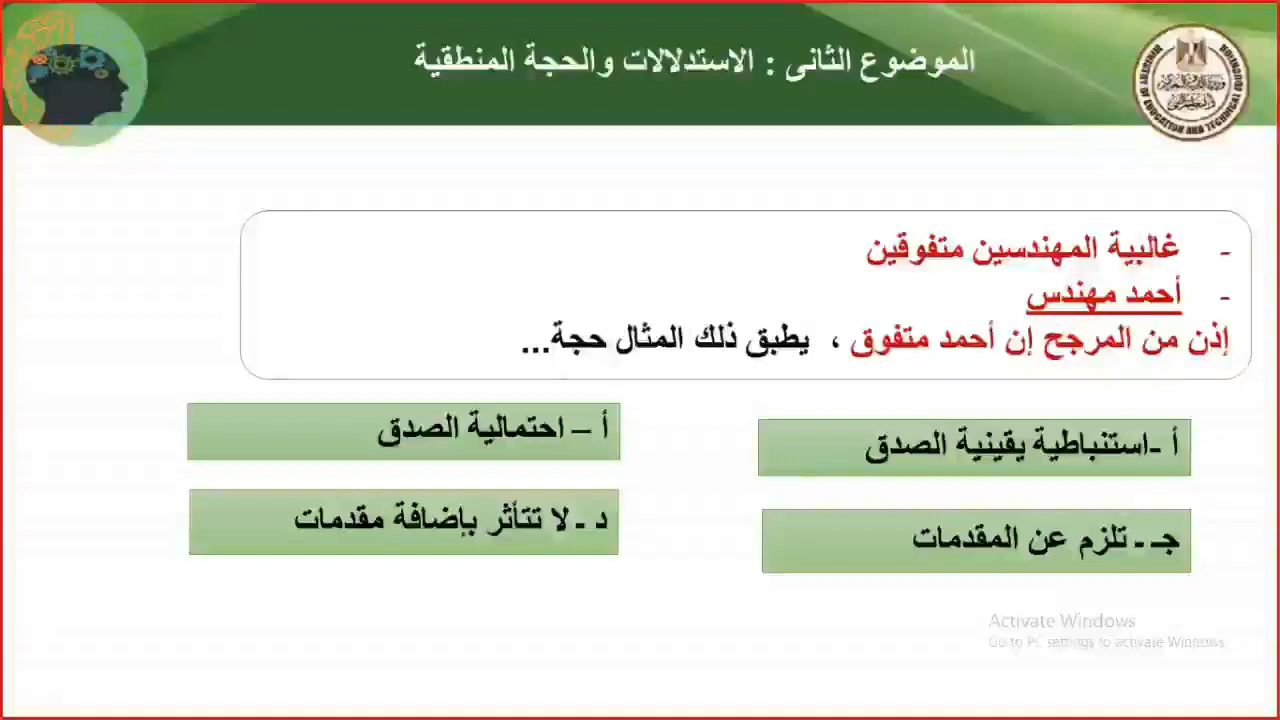 الموضوع الثانى : الاستدلالات والحجة المنطقية
- غالبية المهندسين متفوقين
- أحمد مهندس
إذن من المرجح إن أحمد متفوق ، يطبق ذلك المثال حجة...
أ -استنباطية يقينية الصدق
أ – احتمالية الصدق
جـ - تلزم عن المقدمات
د - لا تتأثر بإضافة مقدمات
Activate Windows
Go to PC settings to activate Windows.